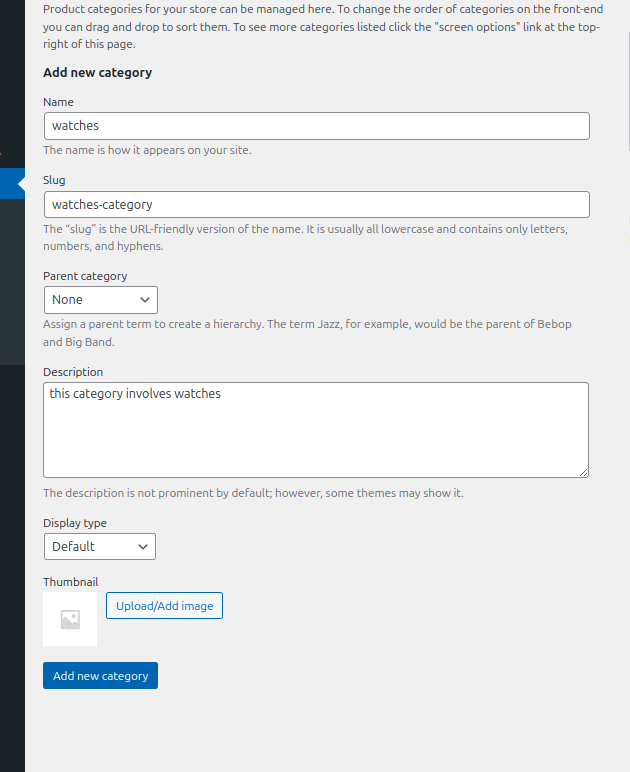 Product categories for your store can be managed here. To change the order of categories on the front-end
you can drag and drop to sort them. To see more categories listed click the "screen options" link at the top-
right of this page.
Add new category
Name
watches
The name is how it appears on your site.
Slug
watches-category
The “slug” is the URL-friendly version of the name. It is usually all lowercase and contains only letters,
numbers, and hyphens.
Parent category
None
Assign a parent term to create a hierarchy. The term Jazz, for example, would be the parent of Bebop
and Big Band.
Description
this category involves watches
The description is not prominent by default; however, some themes may show it.
Display type
Default
Thumbnail
Upload/Add image
Add new category